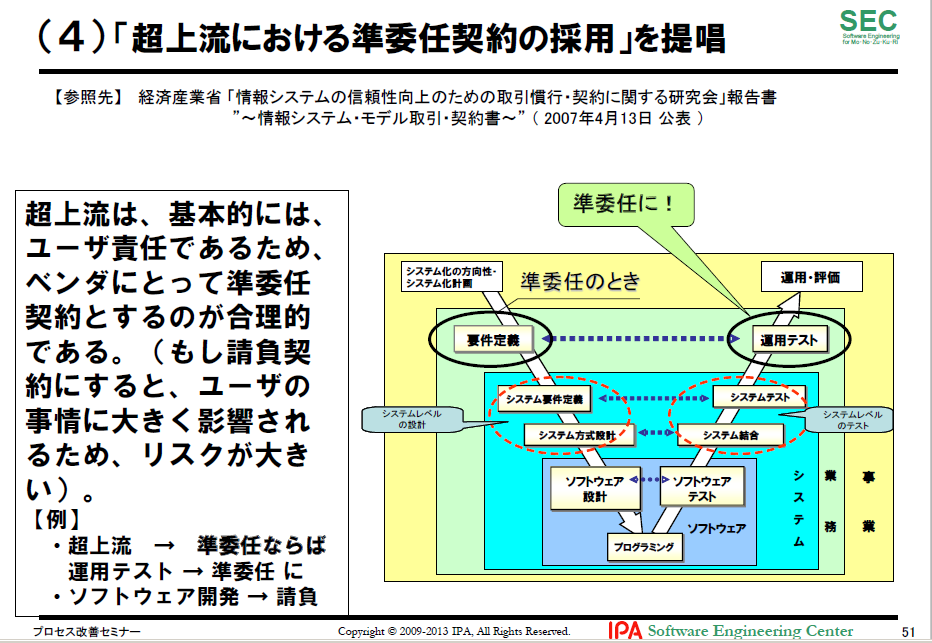 (4)「超上流における準委任契約の採用」を提唱
SEC
Software Engineering
for Mo・No・Zu・Ku・Ri
【参照先】 経済産業省「情報システムの信頼性向上のための取引慣行・契約に関する研究会」報告書
”～情報システム・モデル取引・契約書～” ( 2007年4月13日 公表 )
超上流は、基本的には、
ユーザ責任であるため、
ベンダにとって準委任
契約とするのが合理的
である。（もし請負契
約にすると、ユーザの
事情に大きく影響され
るため、リスクが大き
い）。
【例】
・超上流 → 準委任ならば
運用テスト → 準委任 に
・ソフトウェア開発 → 請負
準委任に！
システム化の方向性・
システム化計画
準委任のとき
運用・評価
要件定義
運用テスト
システム要件定義
システムテスト
システムレベル
の設計
システムレベル
のテスト
システム方式設計
システム結合
ソフトウェア
設計
ソフトウェア
テスト
ソフトウェア
プログラミング
システム
業務
事業
プロセス改善セミナー
Copyright © 2009-2013 IPA, All Rights Reserved.
IPA Software Engineering Center
51